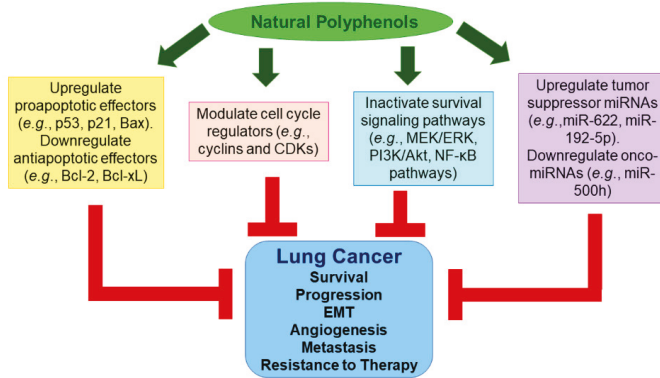 Natural Polyphenols
Upregulate
proapoptotic effectors
(e.g., p53, p21, Bax).
Downregulate
antiapoptotic effectors
(e.g., Bcl-2, Bcl-xL)
Modulate cell cycle
regulators (e.g.,
cyclins and CDKs)
Inactivate survival
signaling pathways
(e.g., MEK/ERK,
PI3K/Akt, NF-κB
pathways)
Upregulate tumor
suppressor miRNAs
(e.g.,miR-622, miR-
192-5p).
Downregulate onco-
miRNAs (e.g., miR-
500h)
Lung Cancer
Survival
Progression
EMT
Angiogenesis
Metastasis
Resistance to Therapy